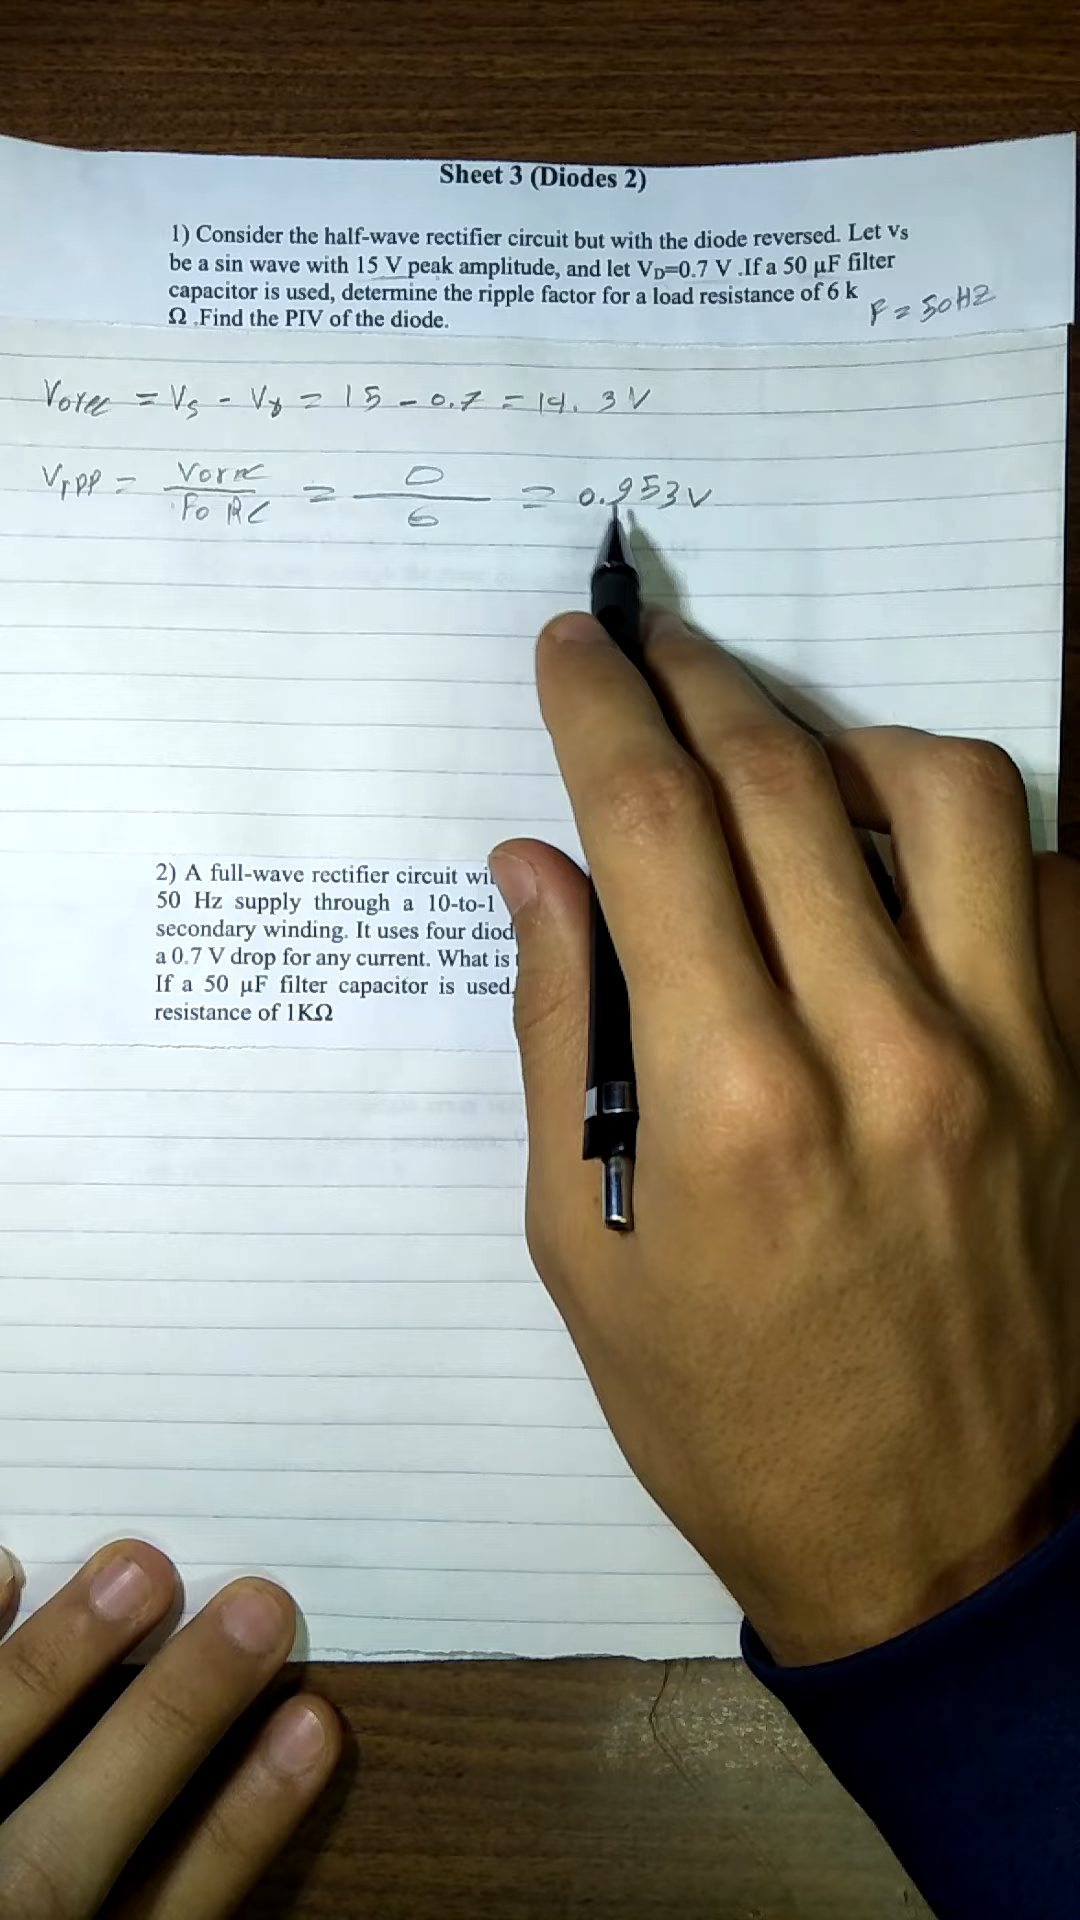 Sheet 3 (Diodes 2)
1) Consider the half-wave rectifier circuit but with the diode reversed. Let vs
be a sin wave with 15 V peak amplitude, and let VD=0.7 V .If a 50 µF filter
capacitor is used, determine the ripple factor for a load resistance of 6 k
Ω .Find the PIV of the diode.
F = 50HZ
= Vs - Vγ = 15 - 0.7 = 14.3 V
Vrpp = = 0/6 = 0.953 V
2) A full-wave rectifier circuit wi
50 Hz supply through a 10-to-1
secondary winding. It uses four diod
a 0.7 V drop for any current. What is
If a 50 µF filter capacitor is used,
resistance of 1KΩ